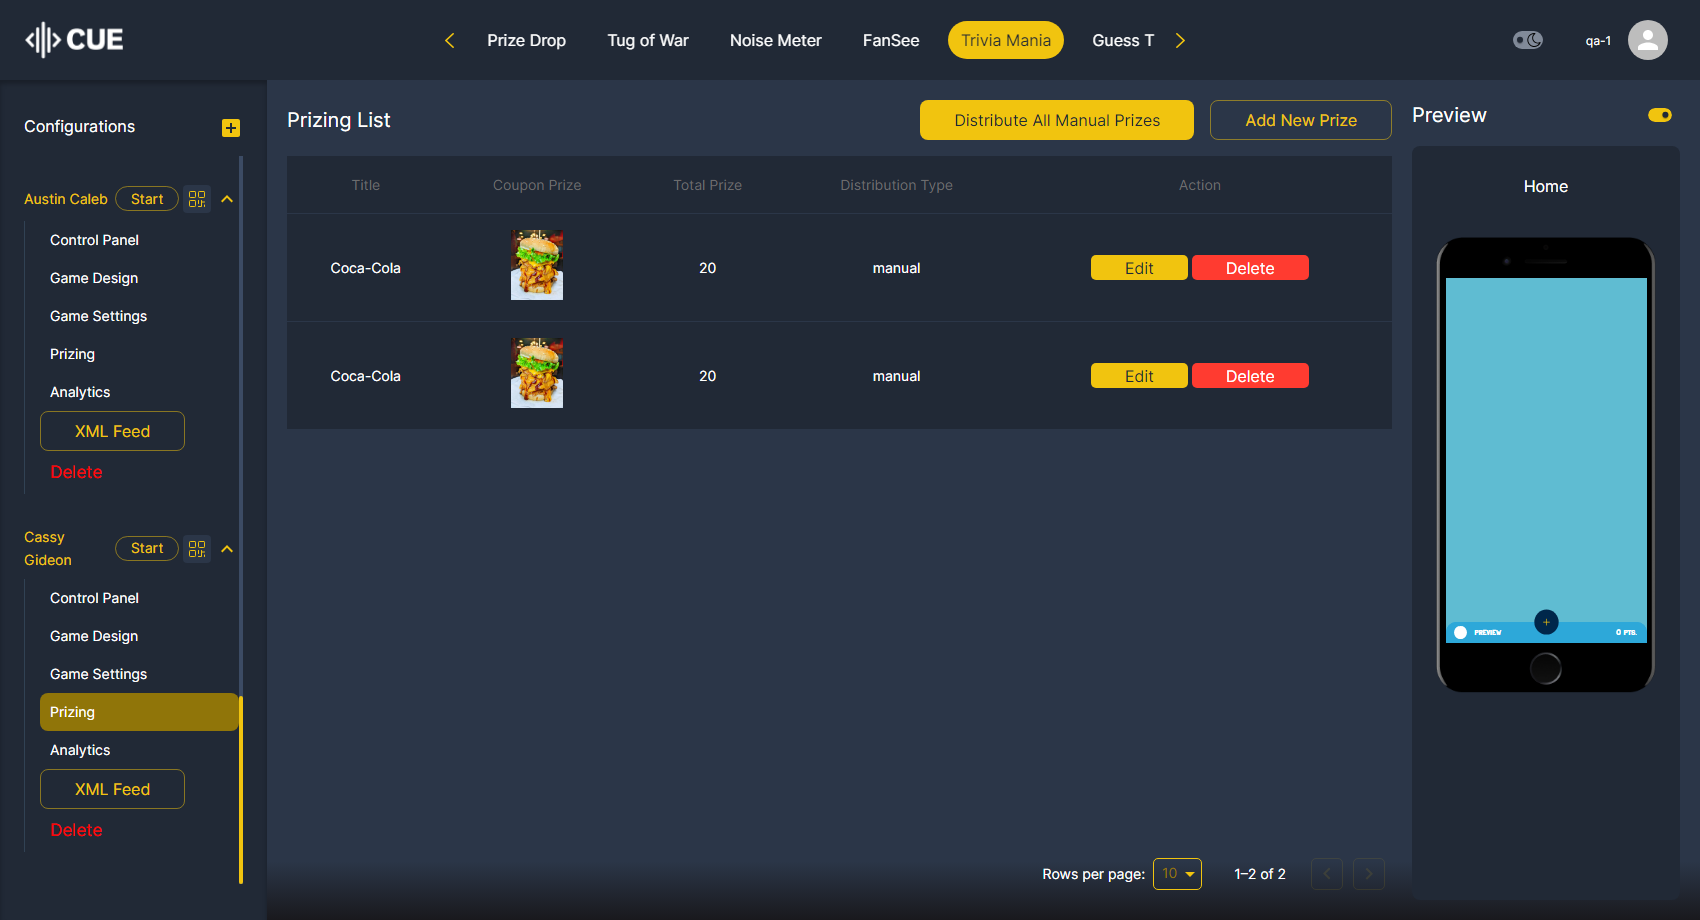 CUE
Prize Drop
Tug of War
Noise Meter
FanSee
Trivia Mania
Guess T
qa-1
Configurations
Austin Caleb
Start
Control Panel
Game Design
Game Settings
Prizing
Analytics
XML Feed
Delete
Cassy
Gideon
Start
Control Panel
Game Design
Game Settings
Prizing
Analytics
XML Feed
Delete
Prizing List
Distribute All Manual Prizes
Add New Prize
Title Coupon Prize Total Prize Distribution Type Action
Coca-Cola 20 manual Edit Delete
Coca-Cola 20 manual Edit Delete
Rows per page: 10 1–2 of 2
Preview
Home
PREVIEW
0 PTS.